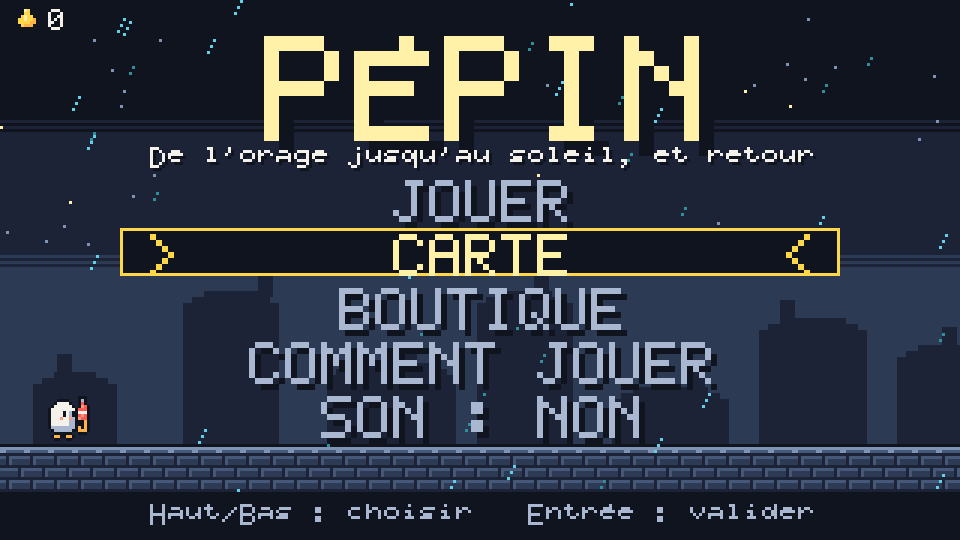 0
PÉPIN
De l'orage jusqu'au soleil, et retour
JOUER
> CARTE <
BOUTIQUE
COMMENT JOUER
SON : NON
Haut/Bas : choisir Entrée : valider